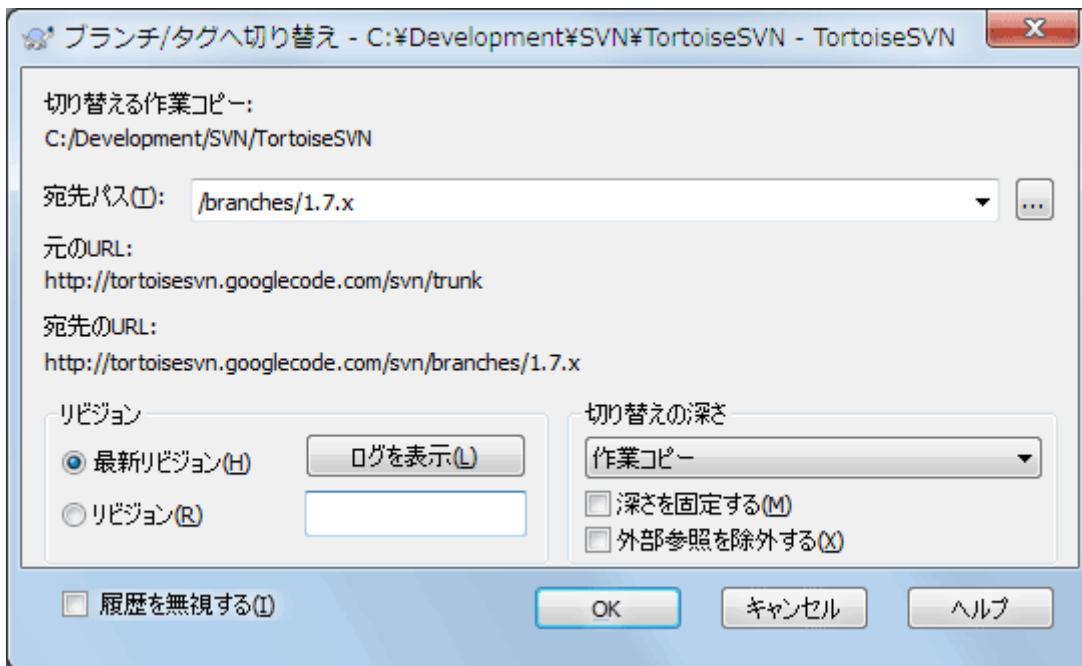 ブランチ/タグへ切り替え - C:¥Development¥SVN¥TortoiseSVN - TortoiseSVN
切り替える作業コピー:
C:/Development/SVN/TortoiseSVN
宛先パス(T): /branches/1.7.x ...
元のURL:
http://tortoisesvn.googlecode.com/svn/trunk
宛先のURL:
http://tortoisesvn.googlecode.com/svn/branches/1.7.x
リビジョン
最新リビジョン(H) ログを表示(L)
リビジョン(R)
切り替えの深さ
作業コピー
深さを固定する(M)
外部参照を除外する(X)
履歴を無視する(I)
OK キャンセル ヘルプ